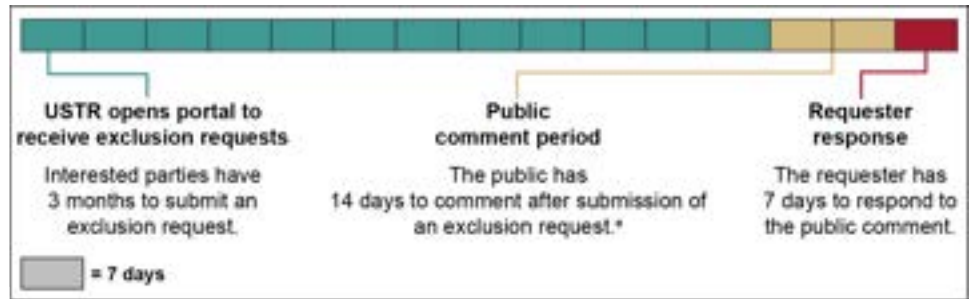 USTR opens portal to
receive exclusion requests
Interested parties have
3 months to submit an
exclusion request.
Public
comment period
The public has
14 days to comment after submission of
an exclusion request.*
Requester
response
The requester has
7 days to respond to
the public comment.
= 7 days